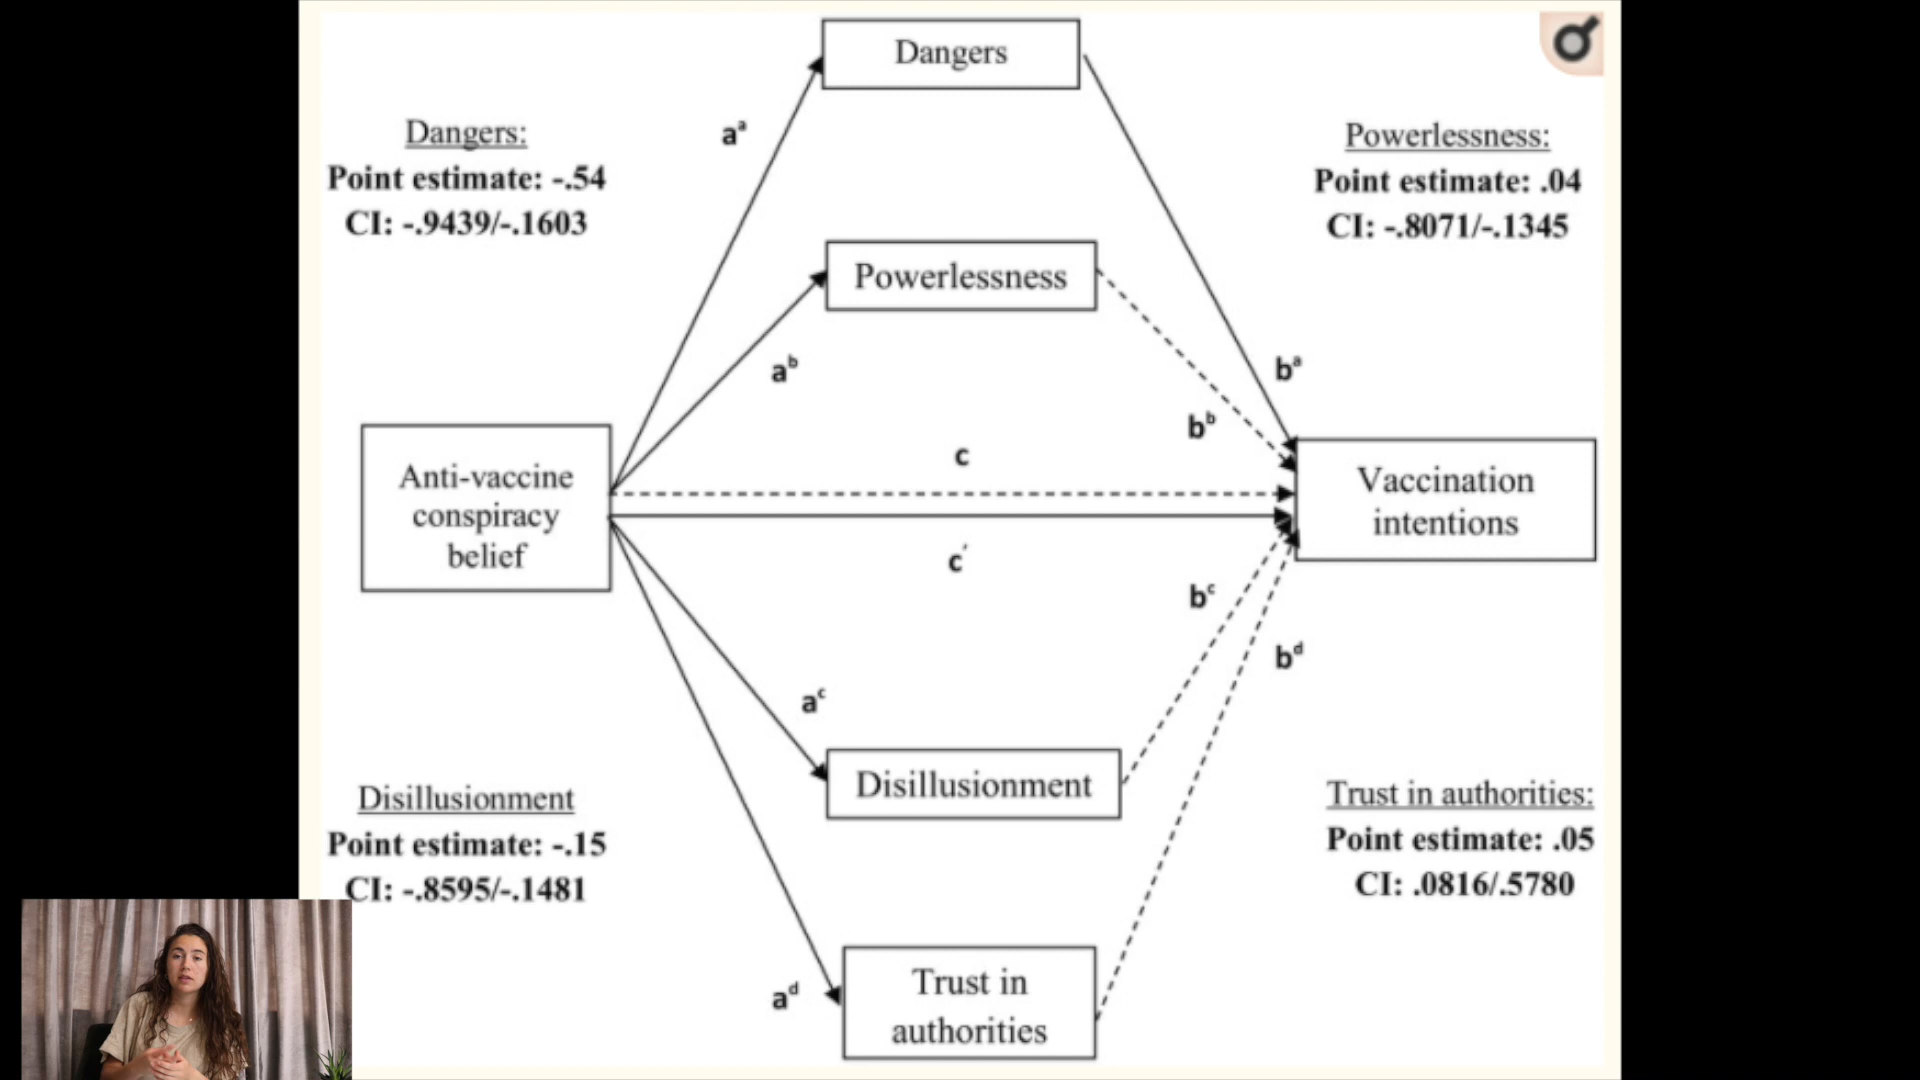 Dangers
aᵃ
Dangers:
Point estimate: -.54
CI: -.9439/-.1603
Powerlessness:
Point estimate: .04
CI: -.8071/-.1345
Powerlessness
aᵇ
bᵃ
bᵇ
c
Anti-vaccine
conspiracy
belief
Vaccination
intentions
c′
bᶜ
bᵈ
aᶜ
Disillusionment
Disillusionment
Point estimate: -.15
CI: -.8595/-.1481
Trust in authorities:
Point estimate: .05
CI: .0816/.5780
aᵈ
Trust in
authorities